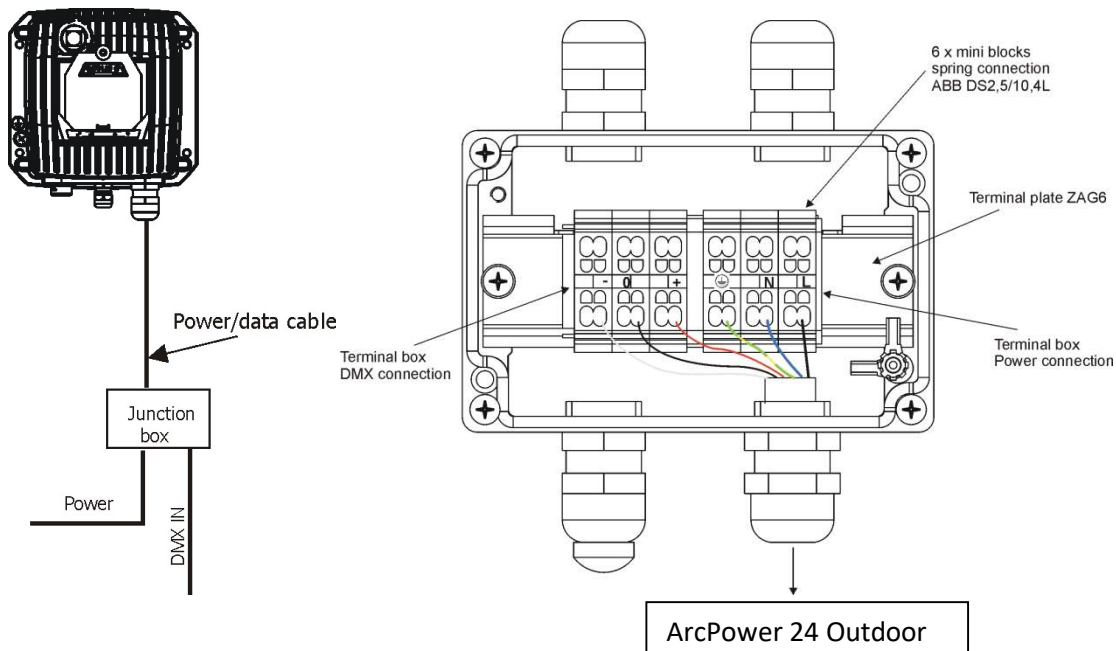 Power/data cable
Junction
box
Power
DMX IN
6 x mini blocks
spring connection
ABB DS2,5/10,4L
Terminal plate ZAG6
- 0 + N L
Terminal box
DMX connection
Terminal box
Power connection
ArcPower 24 Outdoor